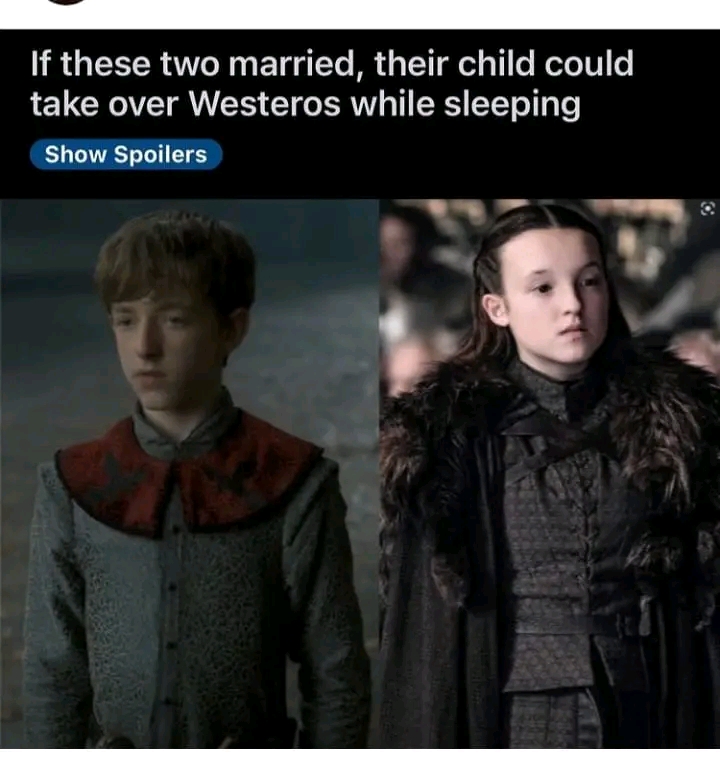 If these two married, their child could
take over Westeros while sleeping
Show Spoilers